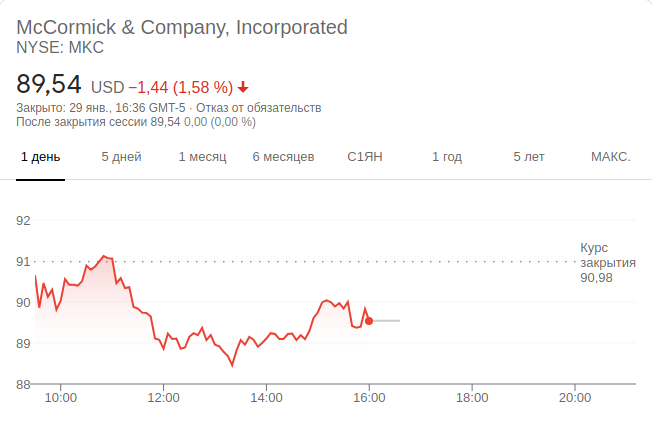 McCormick & Company, Incorporated
NYSE: MKC
89,54 USD −1,44 (1,58 %)
Закрыто: 29 янв., 16:36 GMT-5 · Отказ от обязательств
После закрытия сессии 89,54 0,00 (0,00 %)
1 день 5 дней 1 месяц 6 месяцев С1ЯН 1 год 5 лет МАКС.
92
Курс
91 закрытия
90,98
90
89
88
10:00 12:00 14:00 16:00 18:00 20:00